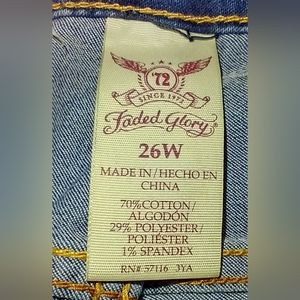 72
SINCE 1972
Faded Glory
26W
MADE IN/HECHO EN
CHINA
70%COTTON/
ALGODÓN
29% POLYESTER/
POLIÉSTER
1% SPANDEX
RN# 57116 3YA